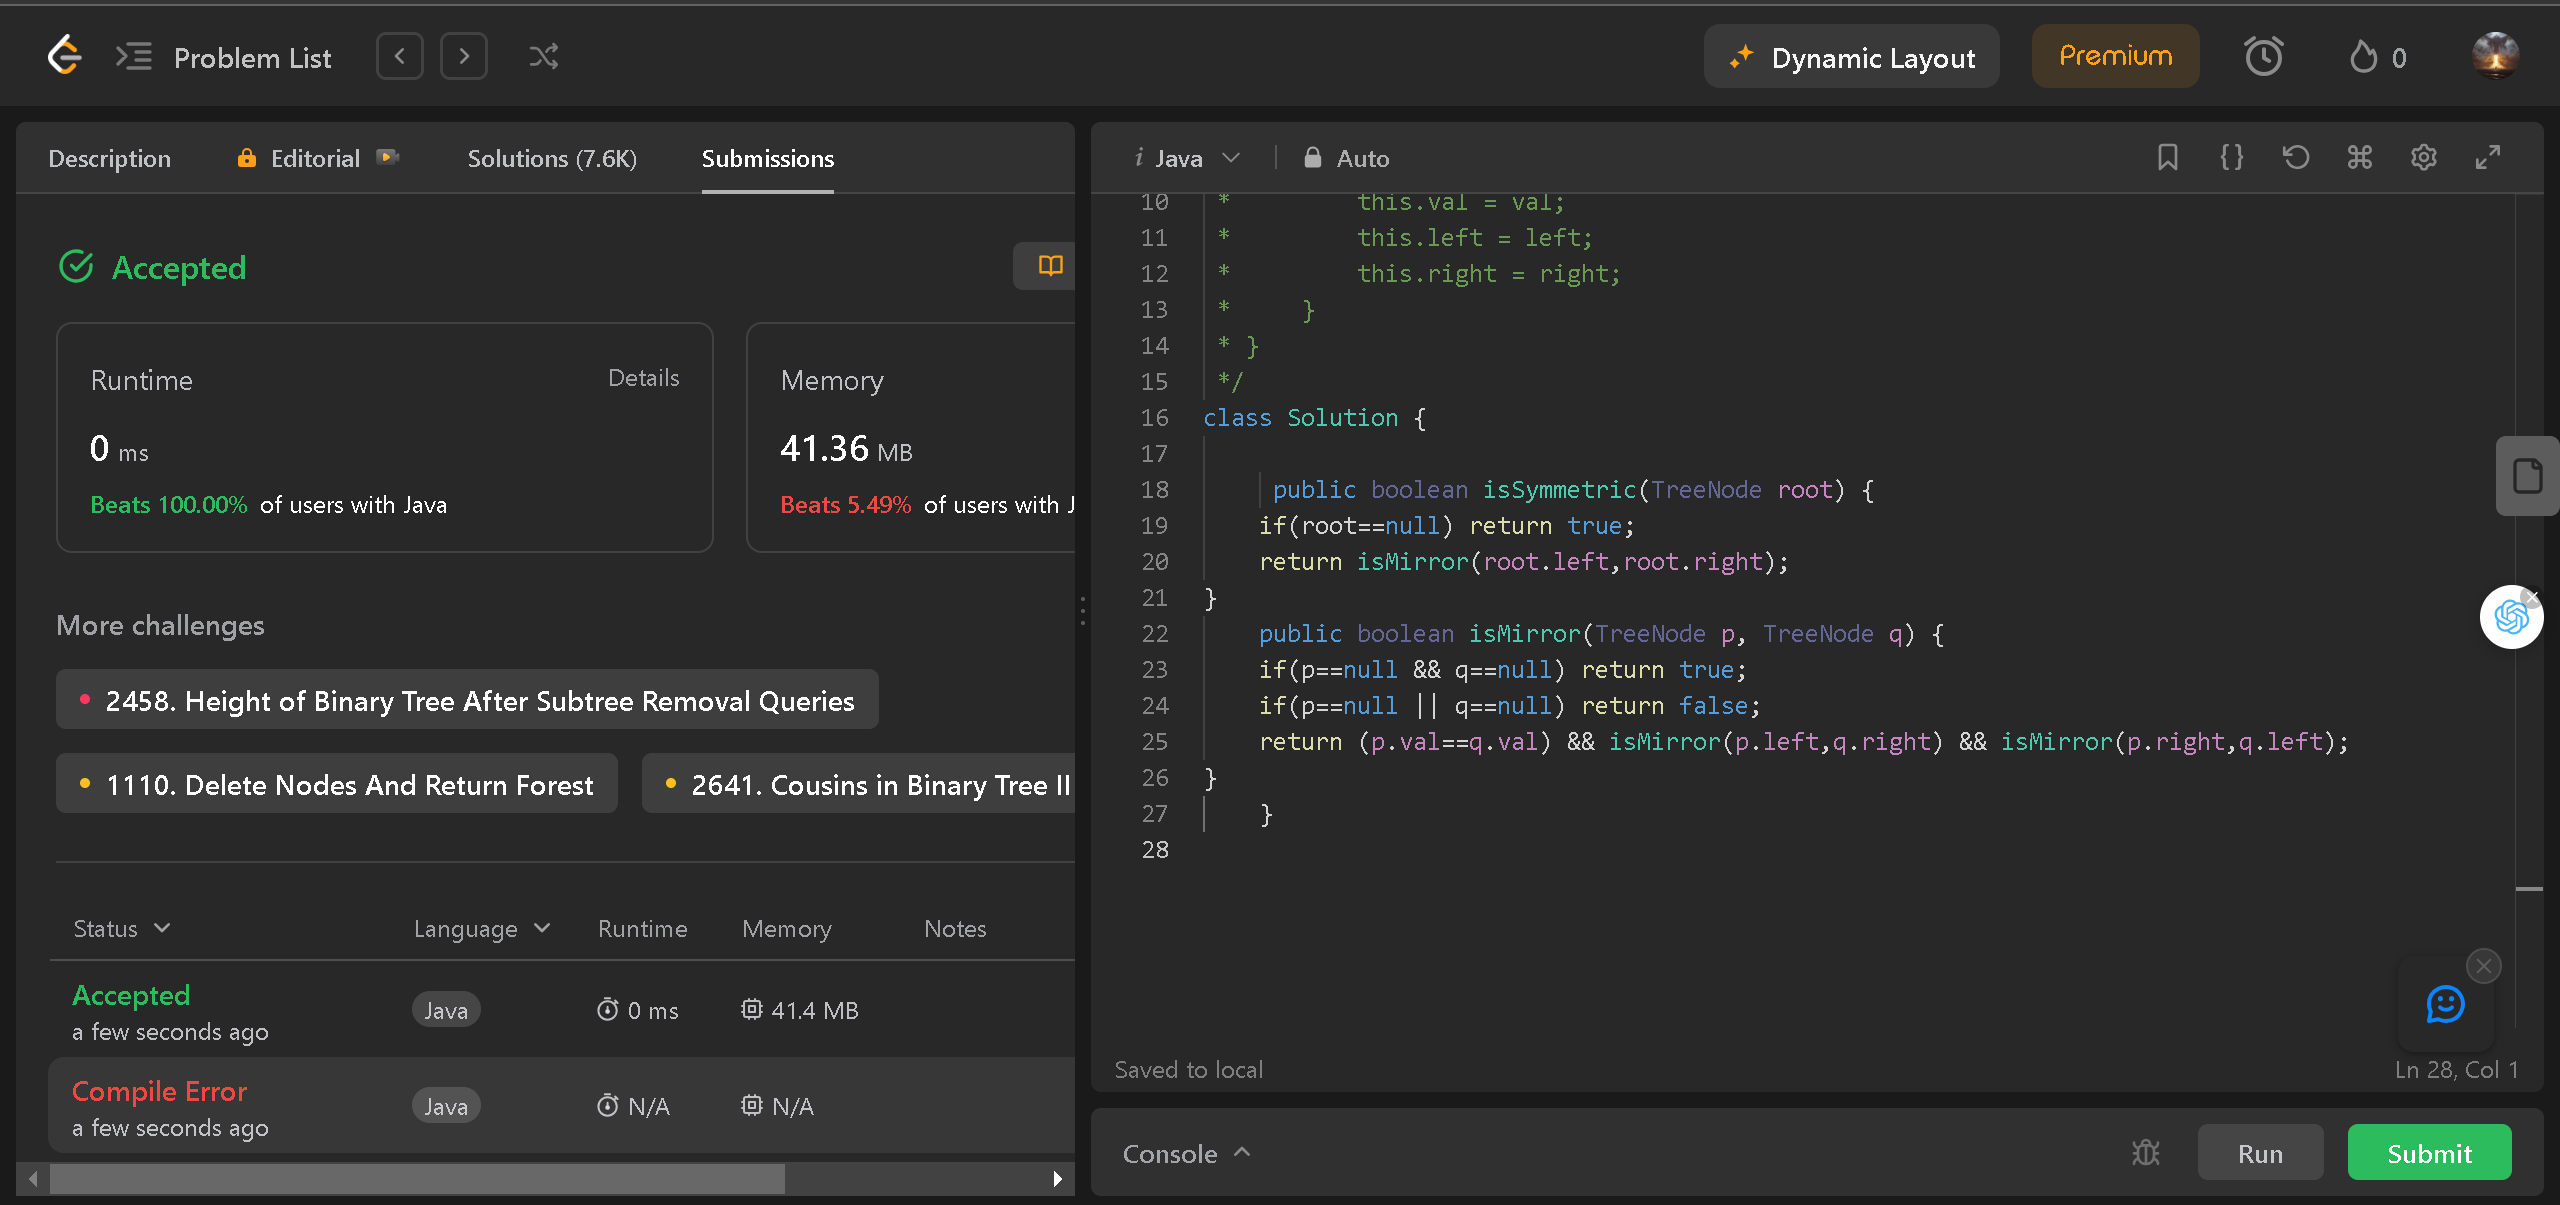 Problem List
Dynamic Layout
Premium
0
Description
Editorial
Solutions (7.6K)
Submissions
Accepted
Runtime
Details
0 ms
Beats 100.00% of users with Java
Memory
41.36 MB
Beats 5.49% of users with J
More challenges
2458. Height of Binary Tree After Subtree Removal Queries
1110. Delete Nodes And Return Forest
2641. Cousins in Binary Tree II
Status Language Runtime Memory Notes
Accepted
a few seconds ago
Java
0 ms
41.4 MB
Compile Error
a few seconds ago
Java
N/A
N/A
i Java
Auto
10 * this.val = val;
11 * this.left = left;
12 * this.right = right;
13 * }
14 * }
15 */
16 class Solution {
17
18 public boolean isSymmetric(TreeNode root) {
19 if(root==null) return true;
20 return isMirror(root.left,root.right);
21 }
22 public boolean isMirror(TreeNode p, TreeNode q) {
23 if(p==null && q==null) return true;
24 if(p==null || q==null) return false;
25 return (p.val==q.val) && isMirror(p.left,q.right) && isMirror(p.right,q.left);
26 }
27 }
28
Saved to local
Ln 28, Col 1
Console
Run
Submit